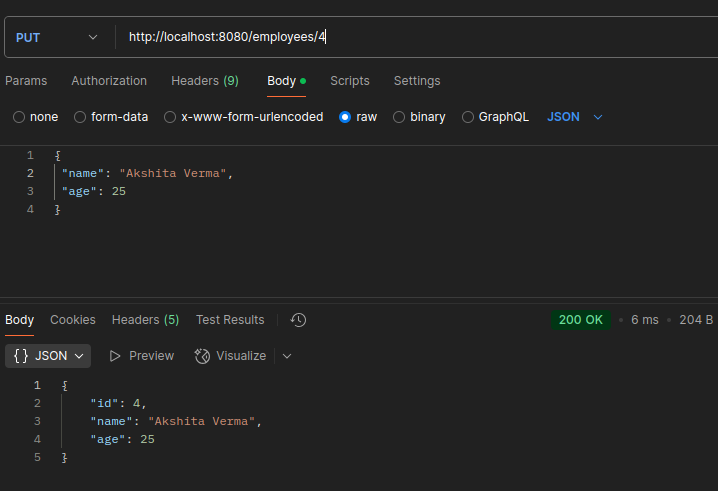 PUT http://localhost:8080/employees/4
Params Authorization Headers (9) Body Scripts Settings
none form-data x-www-form-urlencoded raw binary GraphQL JSON
1 {
2 "name": "Akshita Verma",
3 "age": 25
4 }
Body Cookies Headers (5) Test Results 200 OK 6 ms 204 B
{} JSON Preview Visualize
1 {
2 "id": 4,
3 "name": "Akshita Verma",
4 "age": 25
5 }